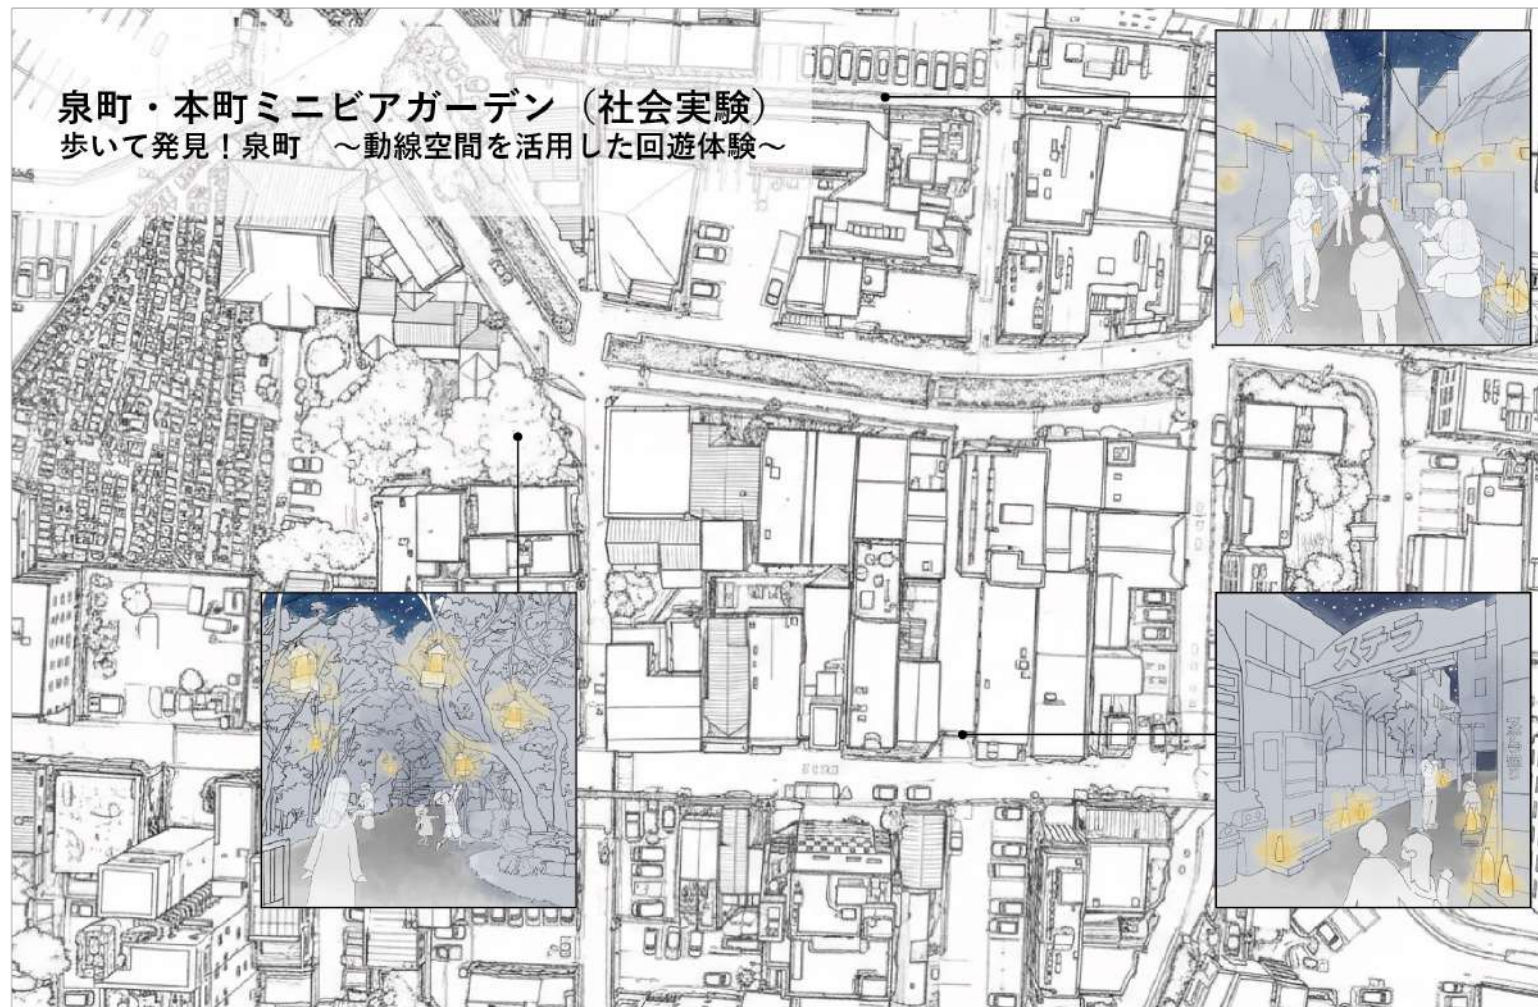 泉町・本町ミニビアガーデン（社会実験）
歩いて発見！泉町　～動線空間を活用した回遊体験～
ステラ